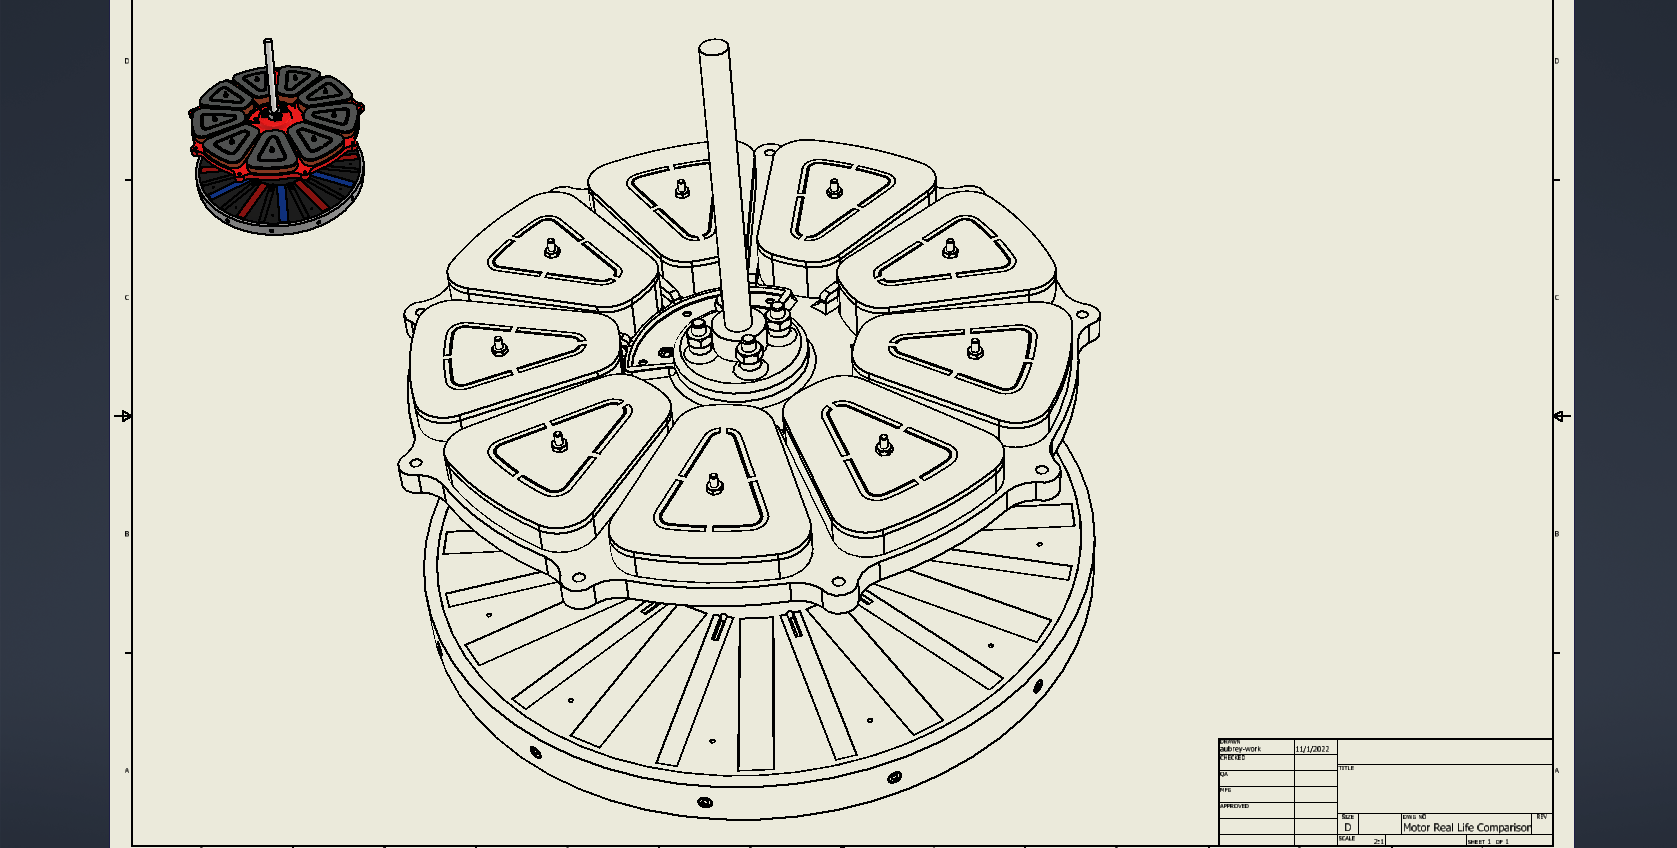 D
D
C
C
B
B
A
A
DRAWN
aubrey-work
11/1/2022
CHECKED
QA
MFG
APPROVED
TITLE
SIZE
D
DWG NO
Motor Real Life Comparison
REV
SCALE
2:1
SHEET 1 OF 1